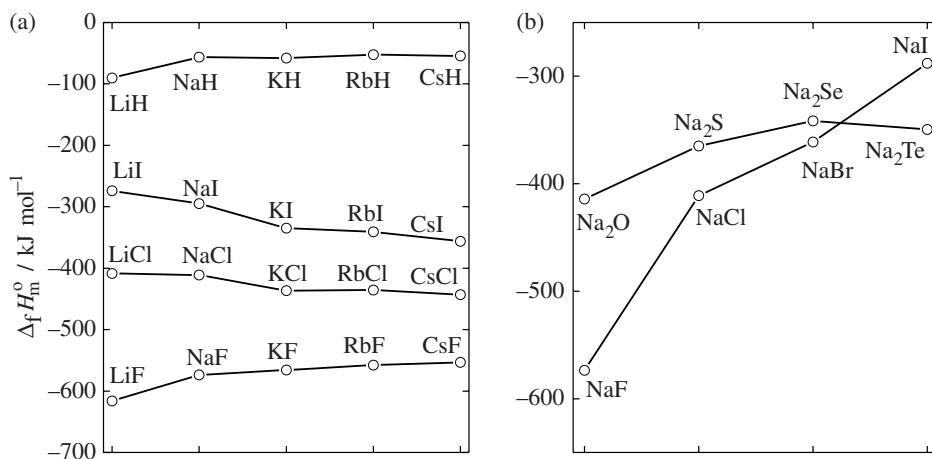 (a)
0
−100
−200
−300
−400
−500
−600
−700
Δ_f H_m^o / kJ mol^−1
LiH
NaH
KH
RbH
CsH
LiI
NaI
KI
RbI
CsI
LiCl
NaCl
KCl
RbCl
CsCl
LiF
NaF
KF
RbF
CsF
(b)
−300
−400
−500
−600
Na₂O
Na₂S
Na₂Se
Na₂Te
NaF
NaCl
NaBr
NaI